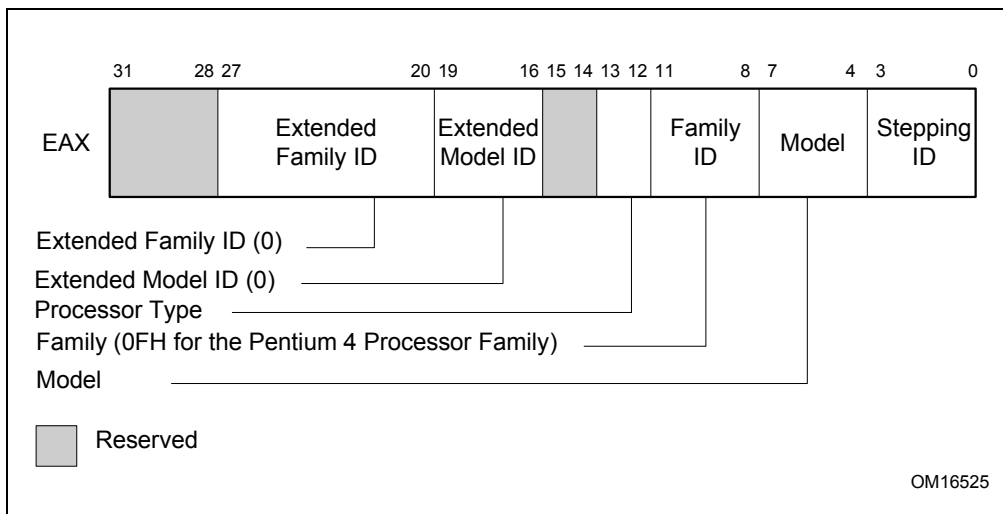 31 28 27 20 19 16 15 14 13 12 11 8 7 4 3 0
EAX
Extended
Family ID
Extended
Model ID
Family
ID
Model
Stepping
ID
Extended Family ID (0)
Extended Model ID (0)
Processor Type
Family (0FH for the Pentium 4 Processor Family)
Model
Reserved
OM16525